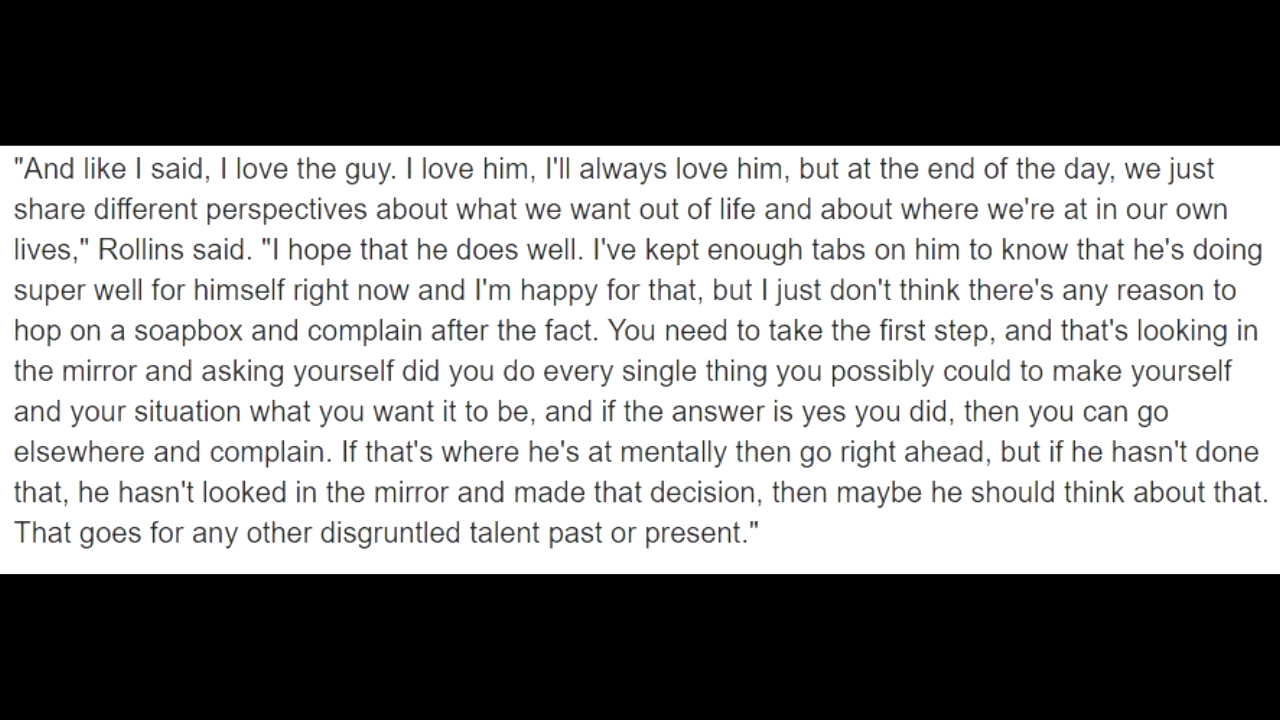 "And like I said, I love the guy. I love him, I'll always love him, but at the end of the day, we just
share different perspectives about what we want out of life and about where we're at in our own
lives," Rollins said. "I hope that he does well. I've kept enough tabs on him to know that he's doing
super well for himself right now and I'm happy for that, but I just don't think there's any reason to
hop on a soapbox and complain after the fact. You need to take the first step, and that's looking in
the mirror and asking yourself did you do every single thing you possibly could to make yourself
and your situation what you want it to be, and if the answer is yes you did, then you can go
elsewhere and complain. If that's where he's at mentally then go right ahead, but if he hasn't done
that, he hasn't looked in the mirror and made that decision, then maybe he should think about that.
That goes for any other disgruntled talent past or present."